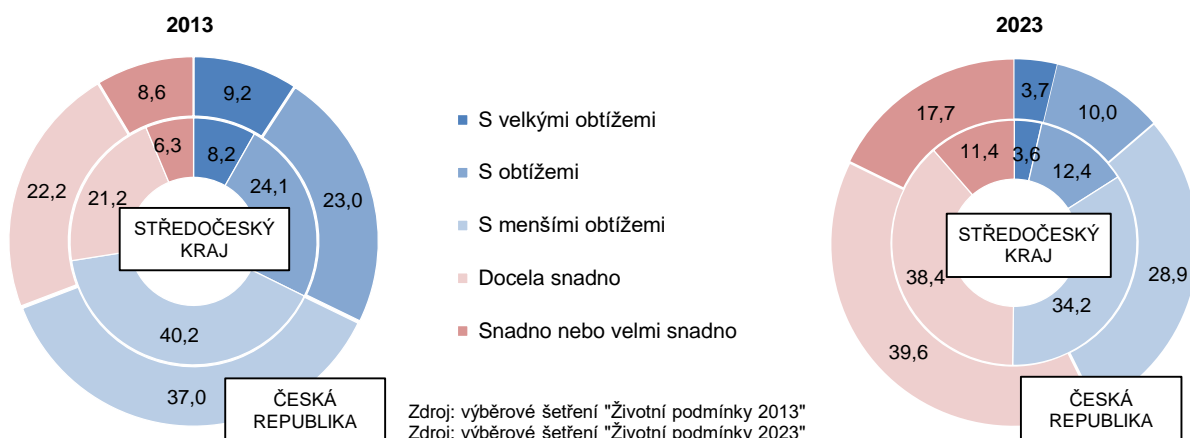 2013
8,6
9,2
6,3
8,2
22,2
21,2
24,1
23,0
STŘEDOČESKÝ
KRAJ
40,2
37,0
ČESKÁ
REPUBLIKA
S velkými obtížemi
S obtížemi
S menšími obtížemi
Docela snadno
Snadno nebo velmi snadno
Zdroj: výběrové šetření "Životní podmínky 2013"
Zdroj: výběrové šetření "Životní podmínky 2023"
2023
17,7
3,7
10,0
11,4
3,6
12,4
STŘEDOČESKÝ
KRAJ
38,4
34,2
28,9
39,6
ČESKÁ
REPUBLIKA